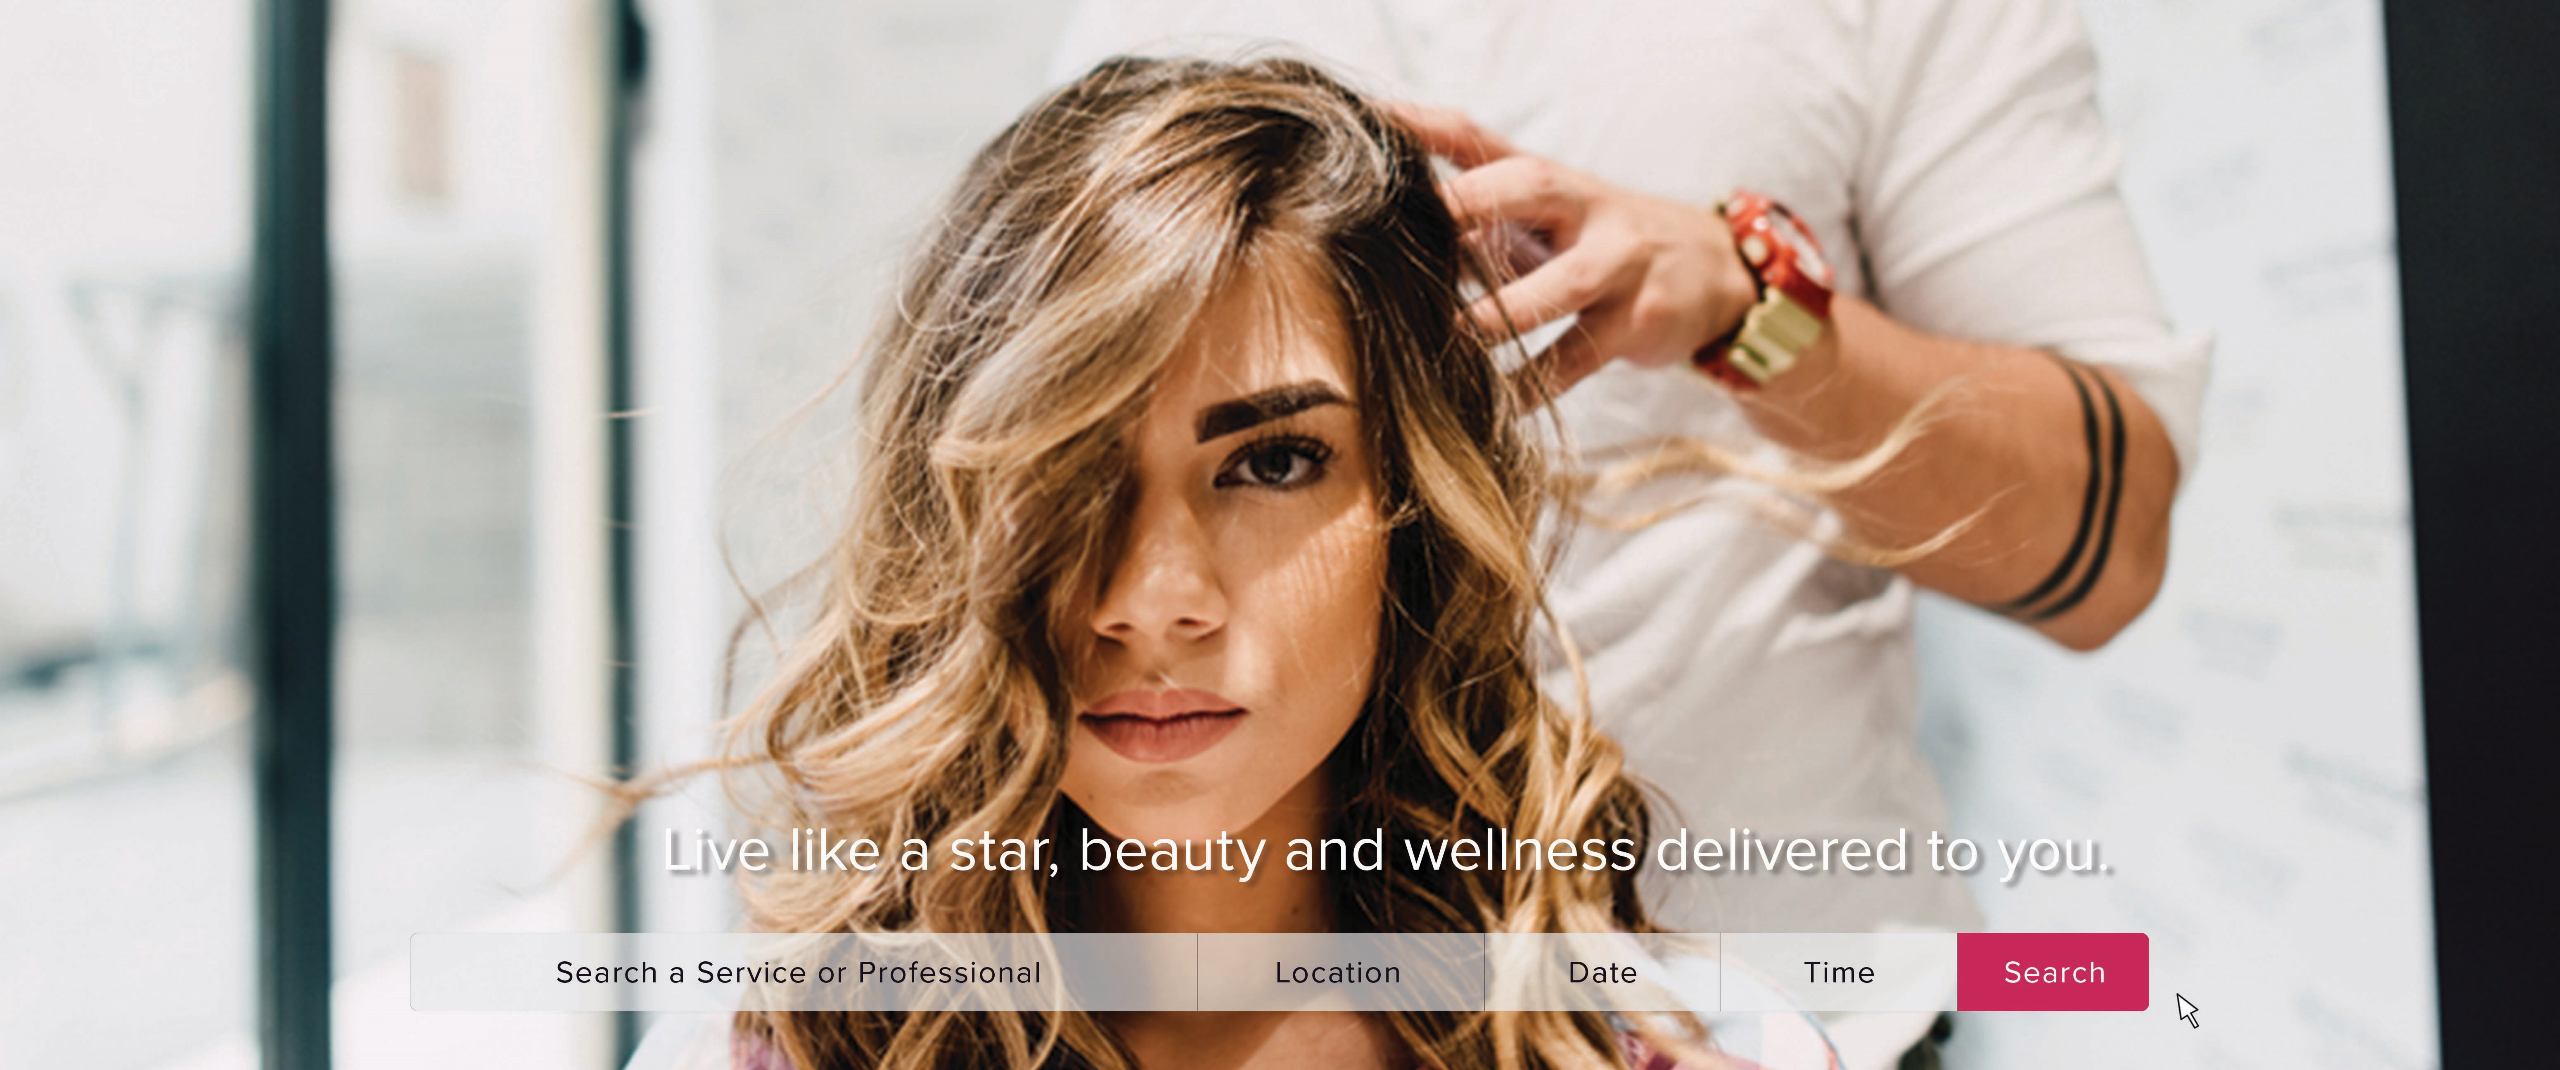 Live like a star, beauty and wellness delivered to you.
Search a Service or Professional Location Date Time Search